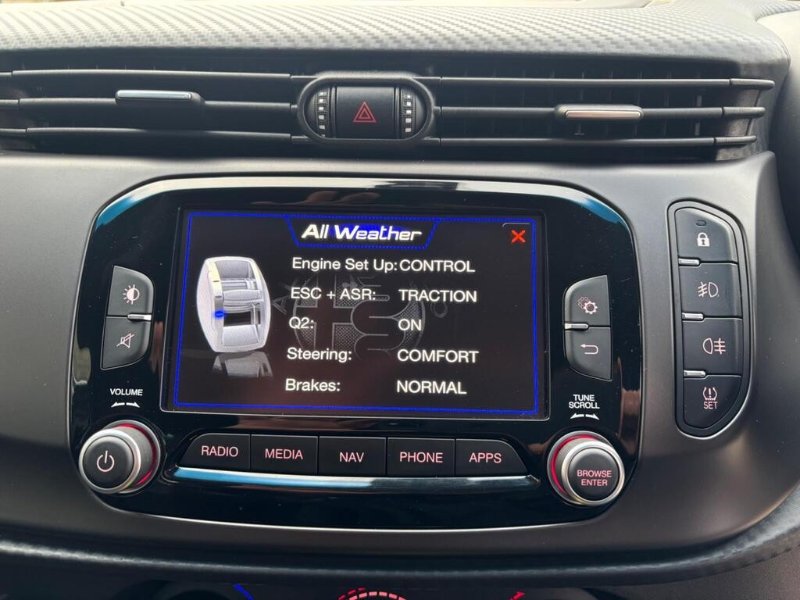 All Weather
Engine Set Up: CONTROL
ESC + ASR: TRACTION
Q2: ON
Steering: COMFORT
Brakes: NORMAL
VOLUME
TUNE
SCROLL
RADIO MEDIA NAV PHONE APPS
BROWSE
ENTER
SET